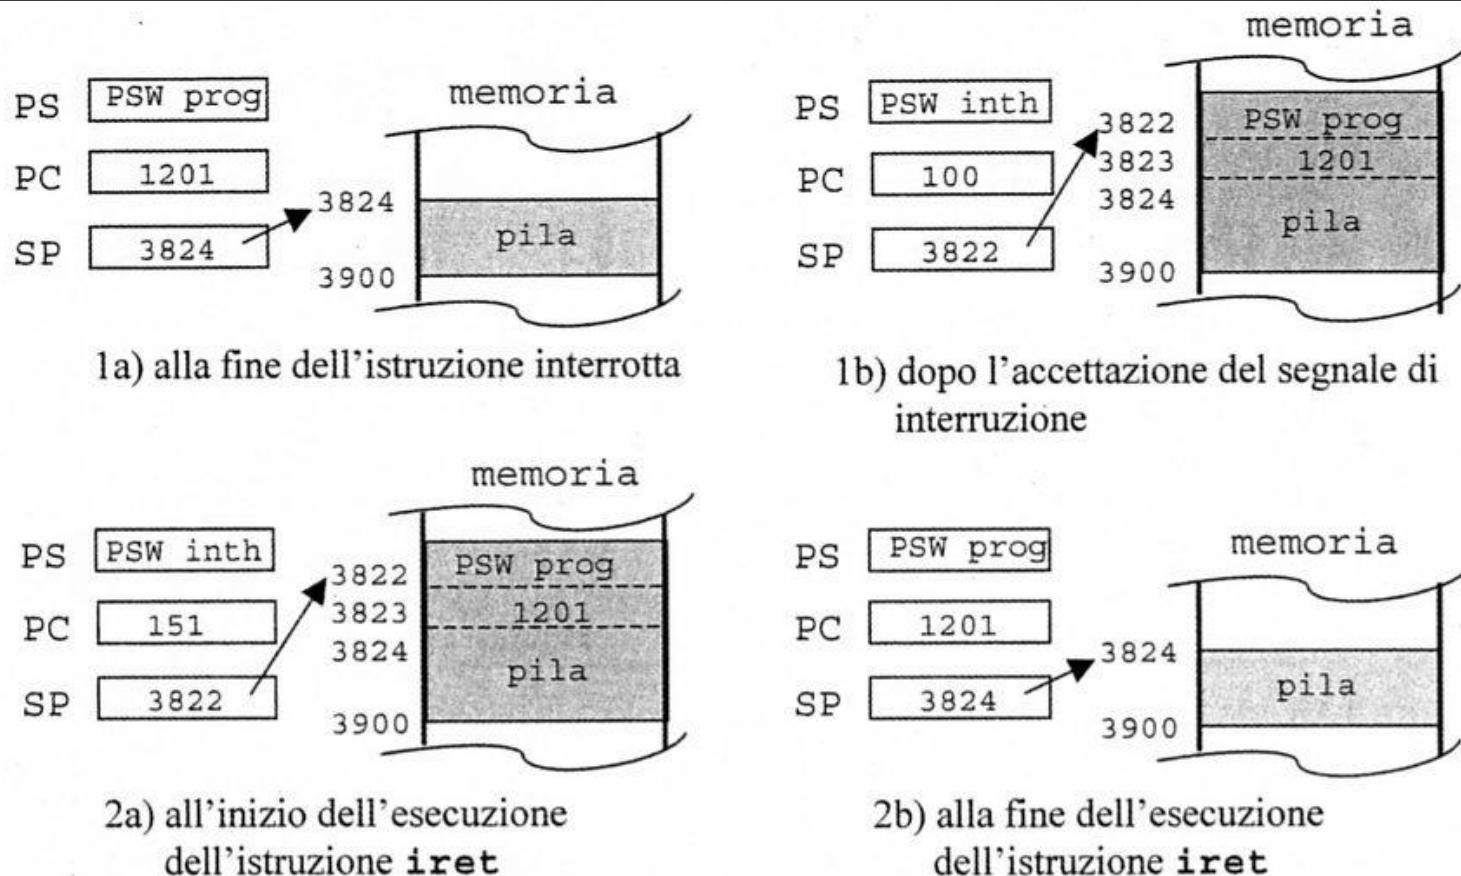 PS PSW prog
memoria
PC 1201
3824
SP 3824
pila
3900
1a) alla fine dell'istruzione interrotta
memoria
PS PSW inth
3822 PSW prog
3823 1201
PC 100
3824
pila
SP 3822
3900
1b) dopo l'accettazione del segnale di
interruzione
memoria
PS PSW inth
3822 PSW prog
3823 1201
PC 151
3824
pila
SP 3822
3900
2a) all'inizio dell'esecuzione
dell'istruzione iret
PS PSW prog
memoria
PC 1201
3824
SP 3824
pila
3900
2b) alla fine dell'esecuzione
dell'istruzione iret